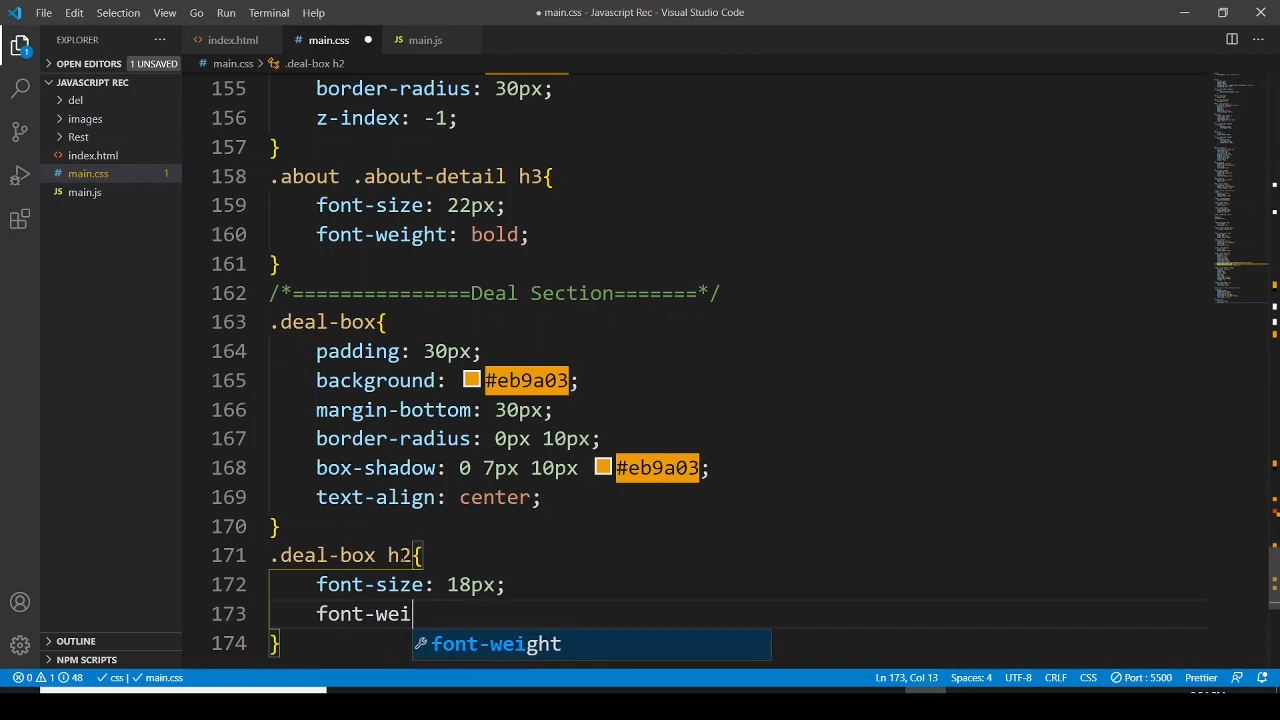 File Edit Selection View Go Run Terminal Help
● main.css - Javascript Rec - Visual Studio Code
EXPLORER ···
index.html
# main.css ●
JS main.js
OPEN EDITORS 1 UNSAVED
# main.css > .deal-box h2
JAVASCRIPT REC
del
images
Rest
index.html
# main.css 1
JS main.js
OUTLINE
NPM SCRIPTS
1
155 border-radius: 30px;
156 z-index: -1;
157 }
158 .about .about-detail h3{
159 font-size: 22px;
160 font-weight: bold;
161 }
162 /*===============Deal Section=======*/
163 .deal-box{
164 padding: 30px;
165 background: #eb9a03;
166 margin-bottom: 30px;
167 border-radius: 0px 10px;
168 box-shadow: 0 7px 10px #eb9a03;
169 text-align: center;
170 }
171 .deal-box h2{
172 font-size: 18px;
173 font-wei
font-weight
174 }
0 1 48 css | main.css Ln 173, Col 13 Spaces: 4 UTF-8 CRLF CSS Port : 5500 Prettier